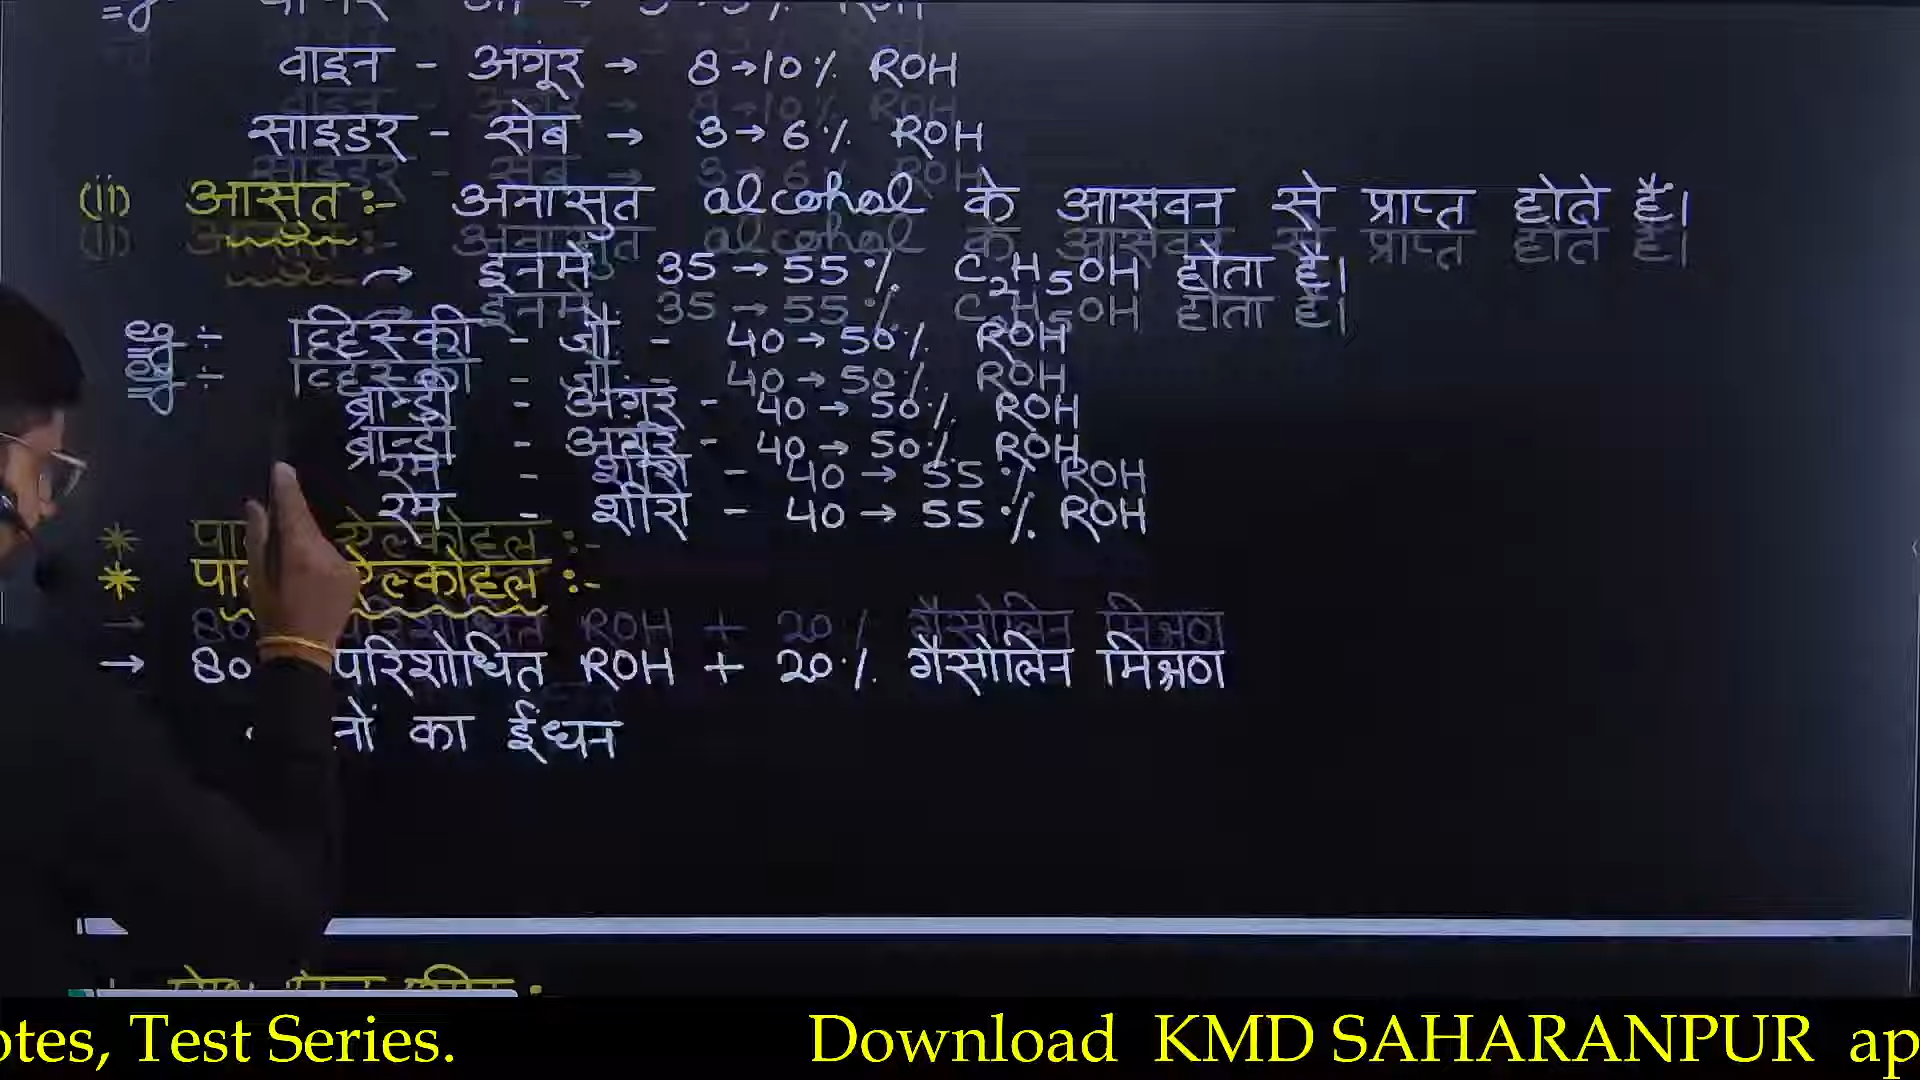 वाइन - अगूंर → 8→10% ROH
साइडर - सेब → 3→6% ROH
(ii) आसुत :- अनासुत alcohol के आसवन से प्राप्त होते हैं।
→ इनमें 35→55% C₂H₅OH होता है।
eg ÷ व्हिस्की - जौ - 40→50% ROH
ब्रान्डी - अंगूर - 40→50% ROH
रम - शीरा - 40→55% ROH
* ऐल्कोहल :-
→ 80 परिशोधित ROH + 20% गैसोलिन मिश्रण
का ईंधन
otes, Test Series. Download KMD SAHARANPUR ap